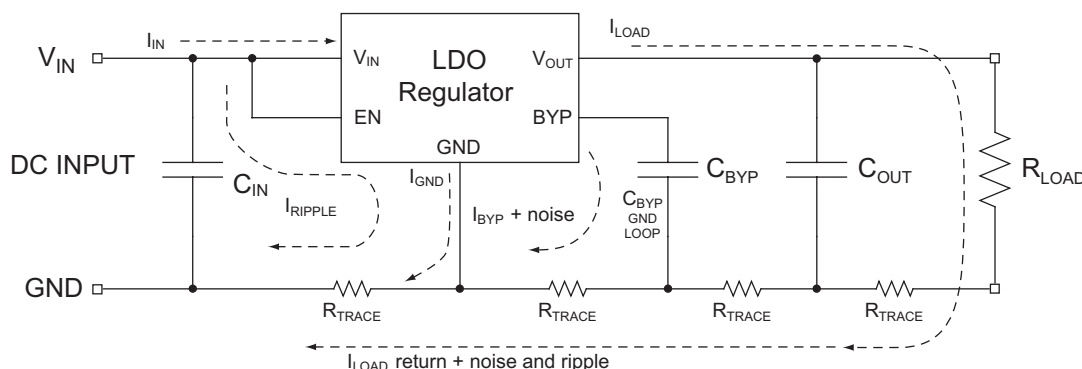 I_IN
I_LOAD
V_IN
V_IN
LDO
Regulator
V_OUT
EN
BYP
GND
DC INPUT
C_IN
I_GND
I_RIPPLE
I_BYP + noise
C_BYP
GND
LOOP
C_BYP
C_OUT
R_LOAD
GND
R_TRACE
R_TRACE
R_TRACE
R_TRACE
I_LOAD return + noise and ripple